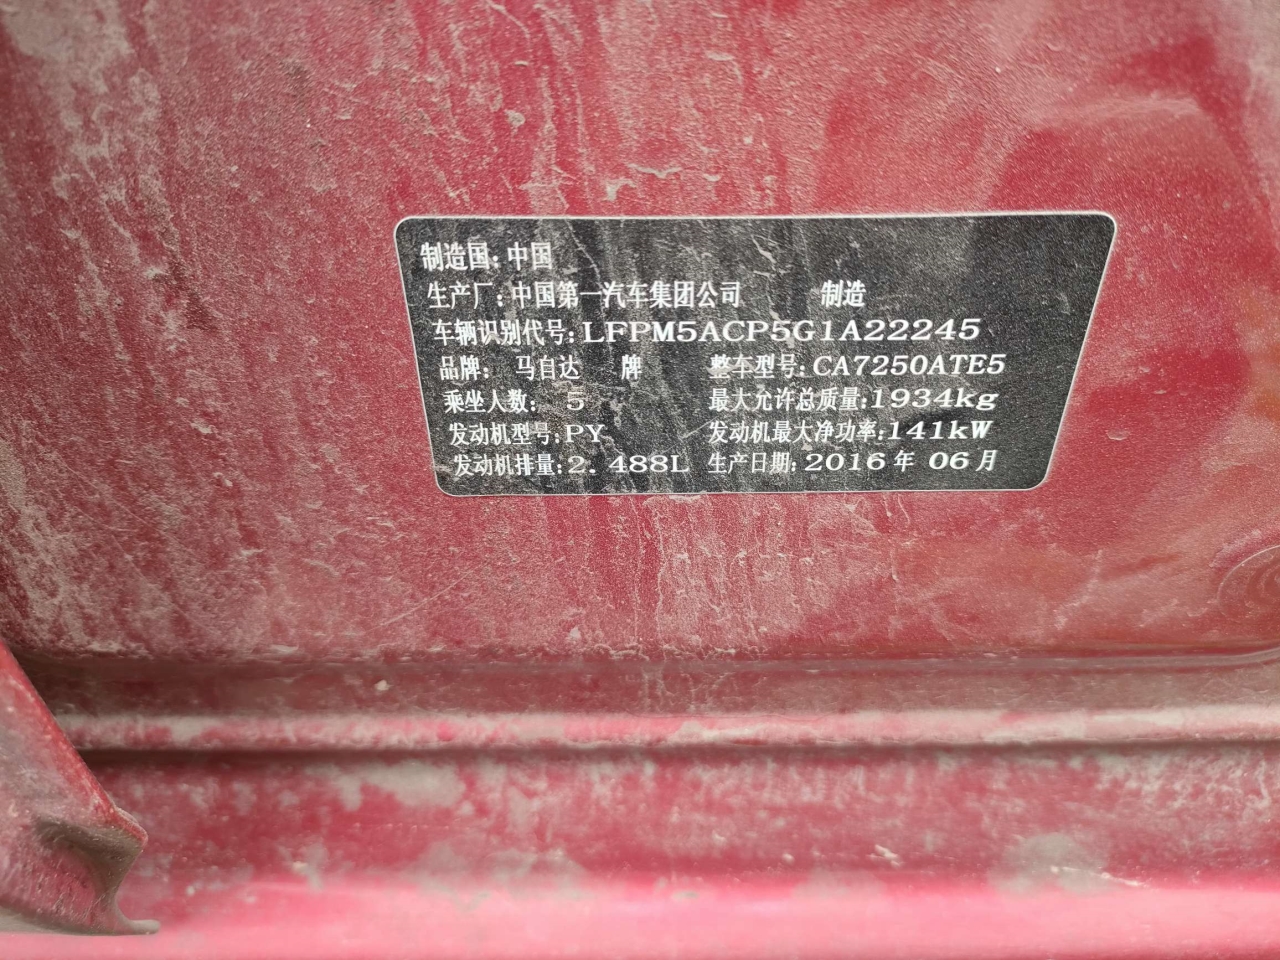 制造国:中国
生产厂:中国第一汽车集团公司 制造
车辆识别代号:LFPM5ACP5G1A22245
品牌: 马自达 牌 整车型号:CA7250ATE5
乘坐人数: 5 最大允许总质量:1934kg
发动机型号:PY 发动机最大净功率:141kW
发动机排量:2.488L 生产日期:2016年06月